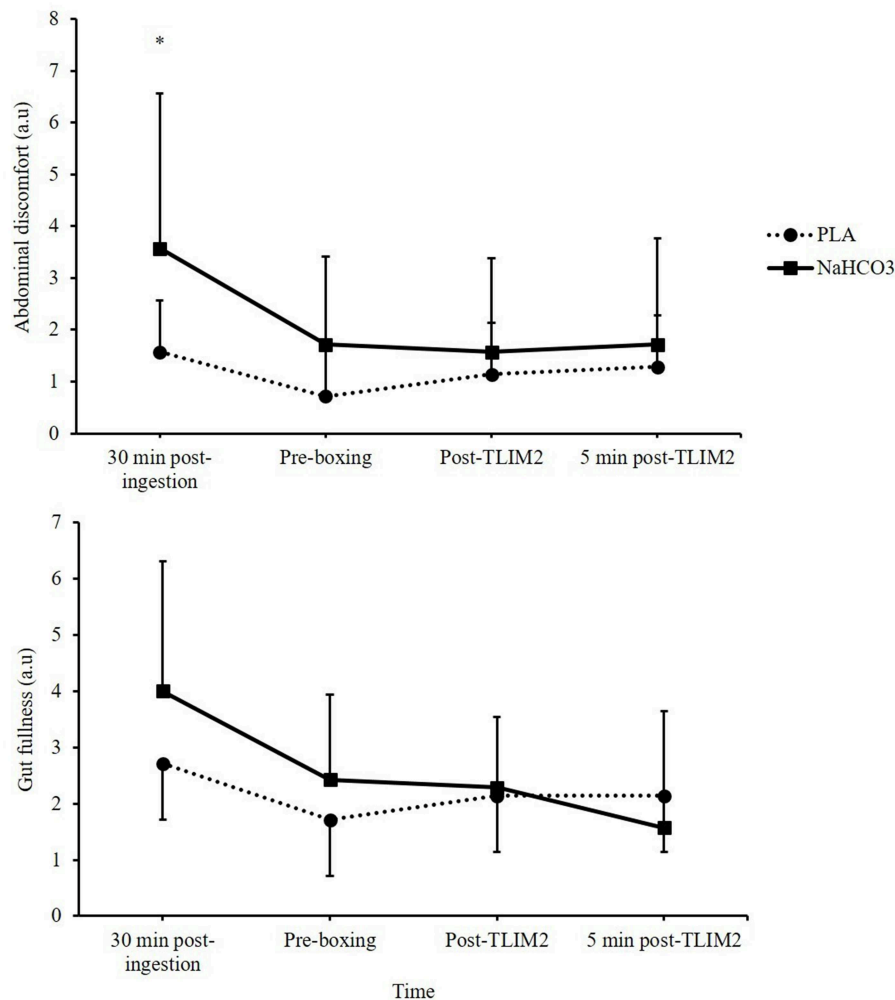 8
*
7
6
5
4
3
2
1
0
Abdominal discomfort (a.u)
PLA
NaHCO3
30 min post-
ingestion
Pre-boxing
Post-TLIM2
5 min post-TLIM2
7
6
5
4
3
2
1
0
Gut fullness (a.u)
30 min post-
ingestion
Pre-boxing
Post-TLIM2
5 min post-TLIM2
Time